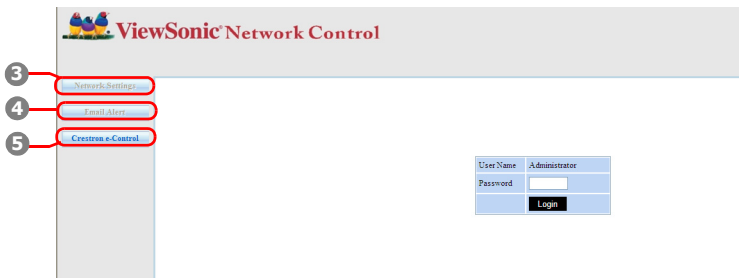 ViewSonic® Network Control
3
Network Settings
4
Email Alert
5
Crestron e-Control
User Name Administrator
Password
Login